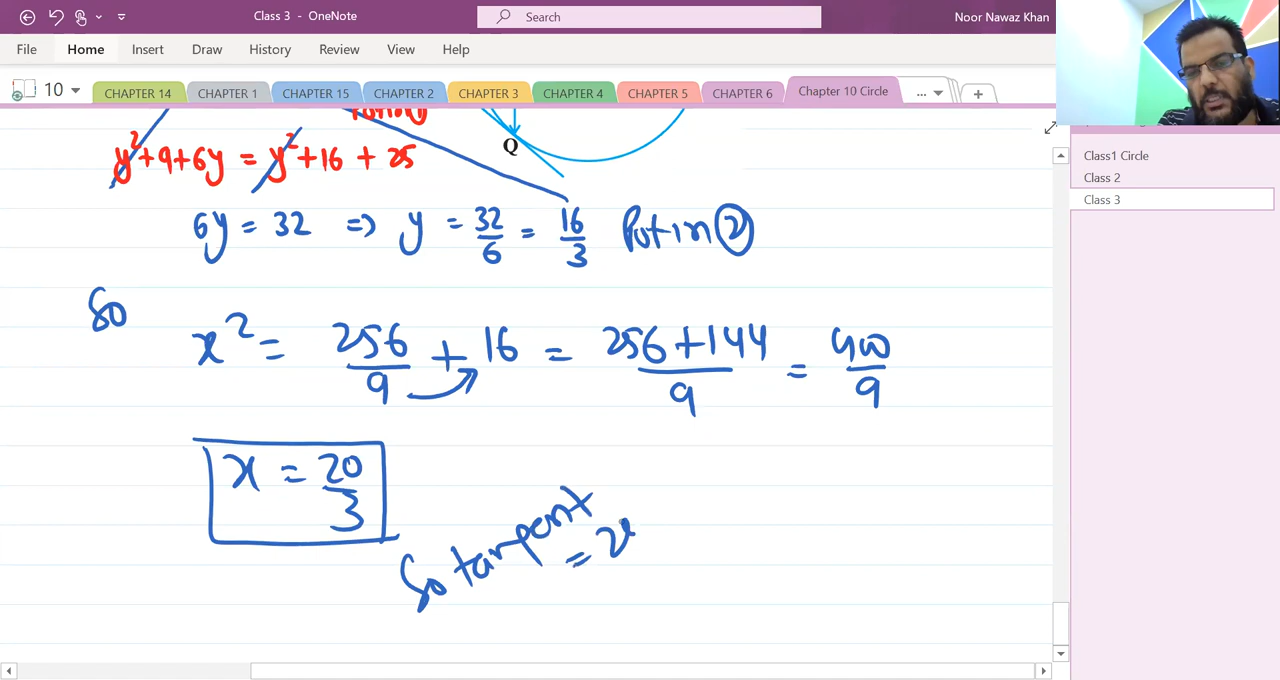 Class 3 - OneNote
Search
Noor Nawaz Khan
File Home Insert Draw History Review View Help
10 CHAPTER 14 CHAPTER 1 CHAPTER 15 CHAPTER 2 CHAPTER 3 CHAPTER 4 CHAPTER 5 CHAPTER 6 Chapter 10 Circle ... +
Class1 Circle
Class 2
Class 3
Q
y²+9+6y = y²+16 + 25
6y = 32 => y = 32/6 = 16/3 Put in ②
So
x² = 256/9 + 16 = 256+144/9 = 400/9
x = 20/3
So tangent
=